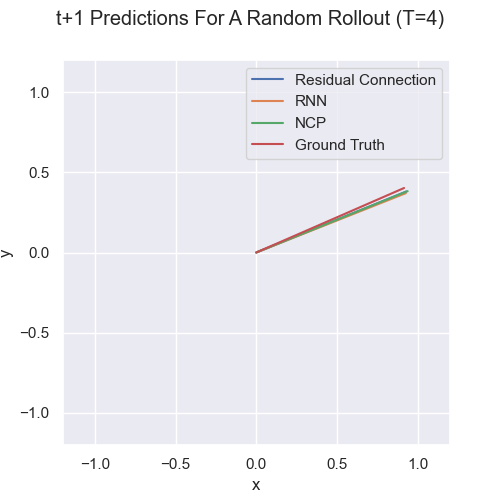 t+1 Predictions For A Random Rollout (T=4)
Residual Connection
RNN
NCP
Ground Truth
1.0
0.5
0.0
−0.5
−1.0
y
−1.0 −0.5 0.0 0.5 1.0
x